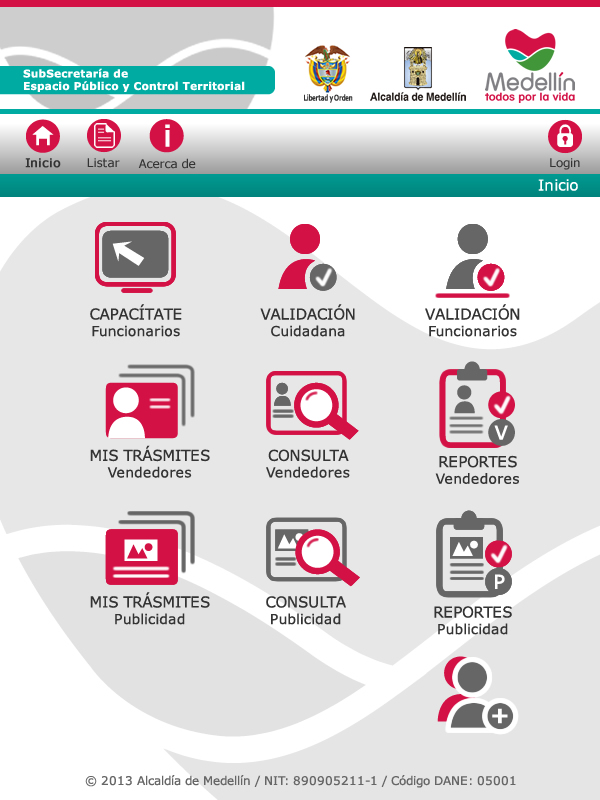 SubSecretaría de
Espacio Público y Control Territorial
Libertad y Orden
Alcaldía de Medellín
Medellín
todos por la vida
Inicio
Listar
Acerca de
Login
Inicio
CAPACÍTATE
Funcionarios
VALIDACIÓN
Cuidadana
VALIDACIÓN
Funcionarios
MIS TRÁSMITES
Vendedores
CONSULTA
Vendedores
V
REPORTES
Vendedores
MIS TRÁSMITES
Publicidad
CONSULTA
Publicidad
P
REPORTES
Publicidad
© 2013 Alcaldía de Medellín / NIT: 890905211-1 / Código DANE: 05001